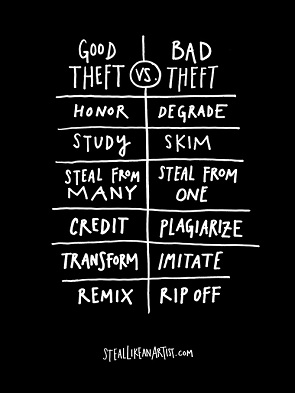 GOOD THEFT VS. BAD THEFT
HONOR DEGRADE
STUDY SKIM
STEAL FROM MANY STEAL FROM ONE
CREDIT PLAGIARIZE
TRANSFORM IMITATE
REMIX RIP OFF
STEALLIKEANARTIST.COM